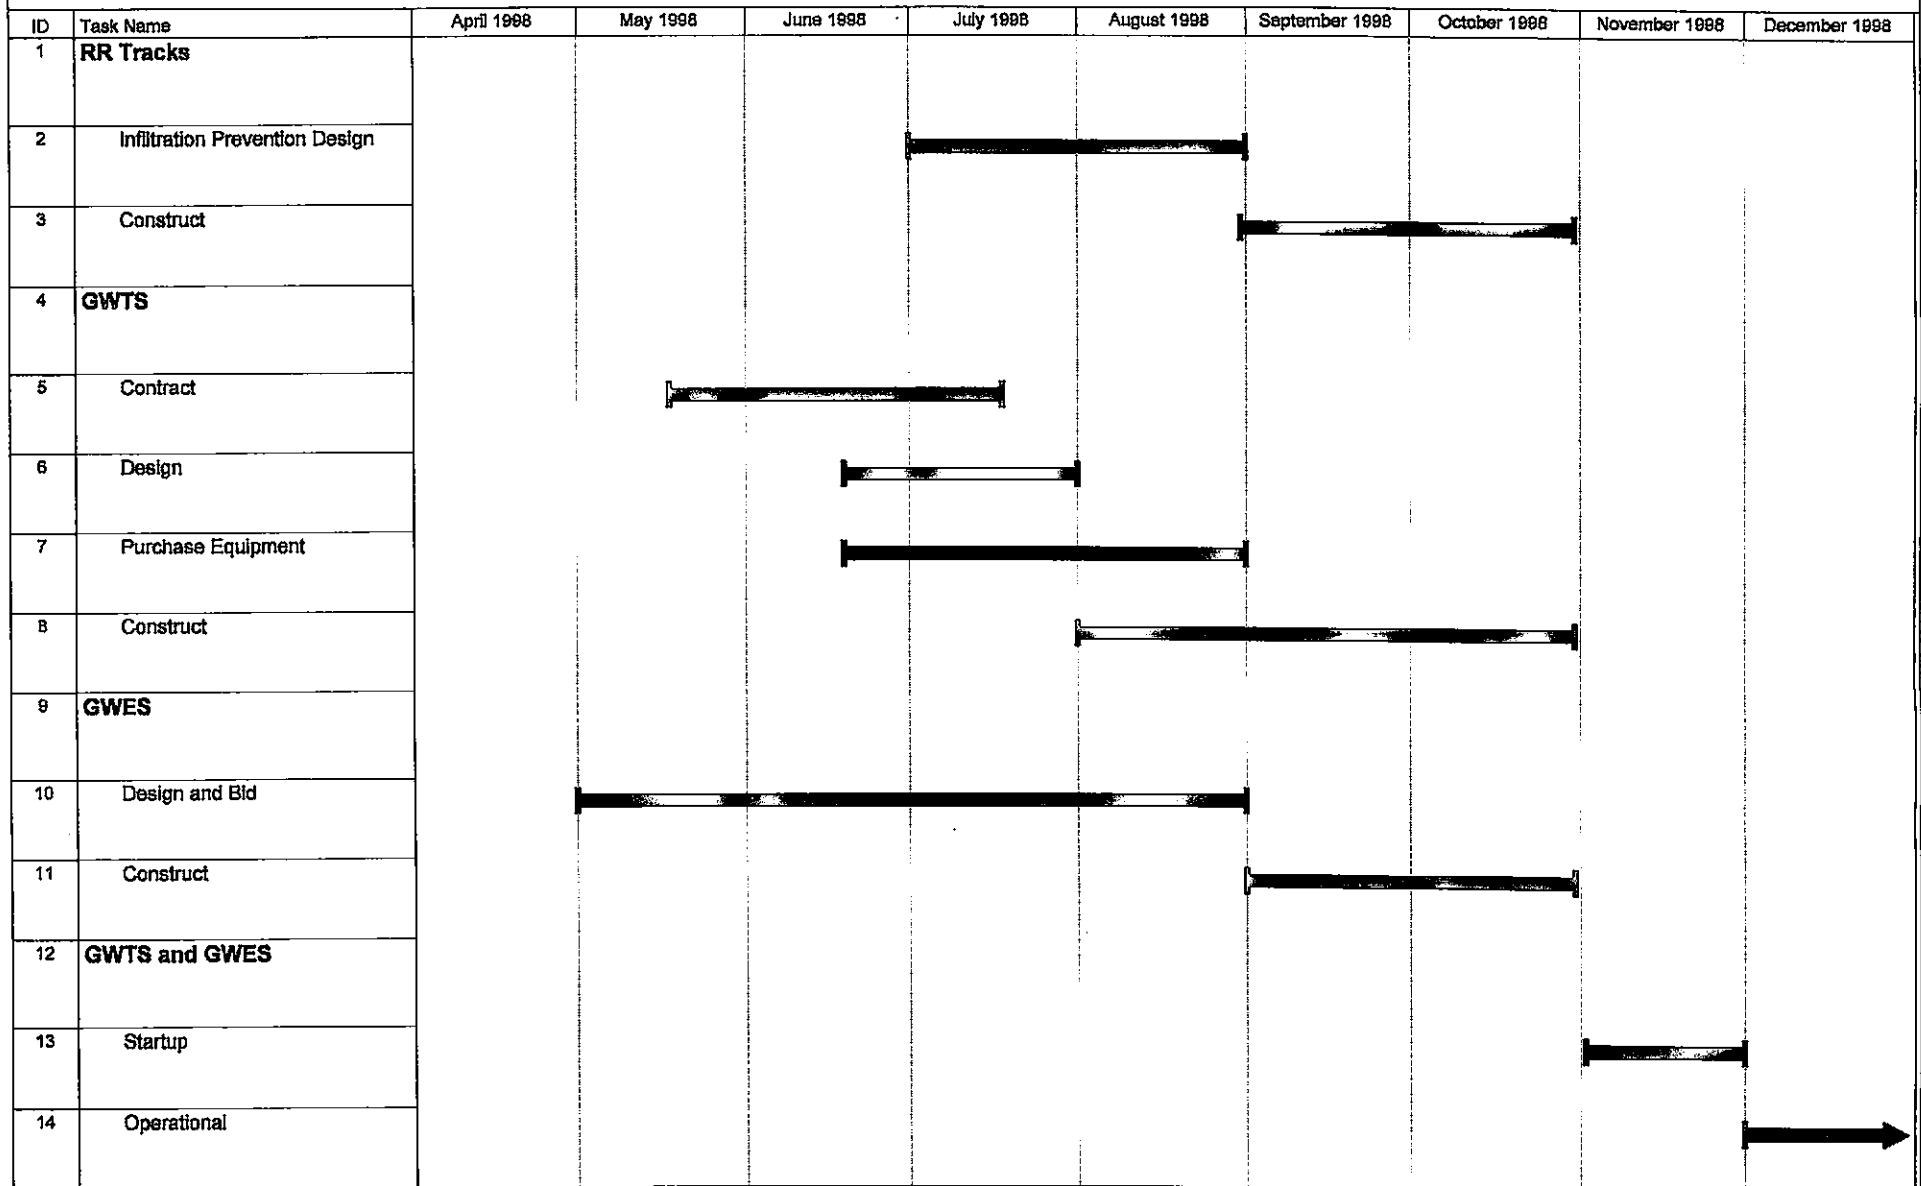 ID Task Name April 1998 May 1998 June 1998 July 1998 August 1998 September 1998 October 1998 November 1998 December 1998
1 RR Tracks
2 Infiltration Prevention Design
3 Construct
4 GWTS
5 Contract
6 Design
7 Purchase Equipment
8 Construct
9 GWES
10 Design and Bid
11 Construct
12 GWTS and GWES
13 Startup
14 Operational